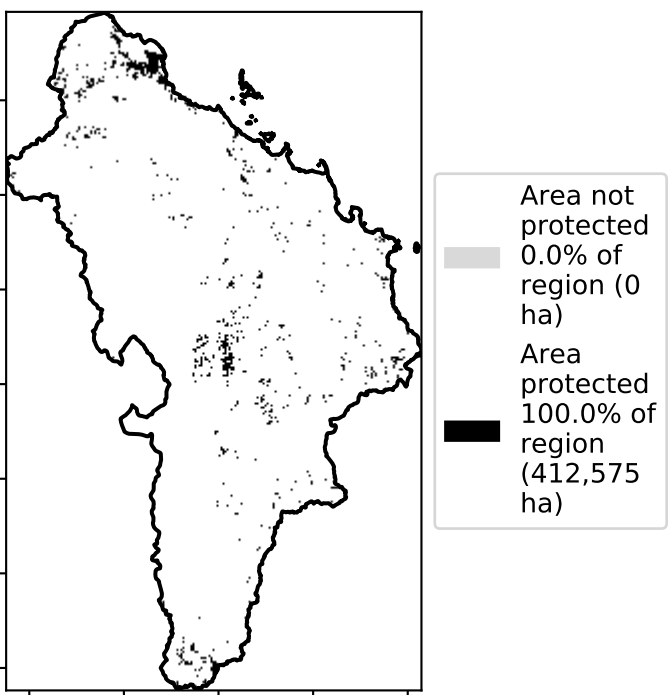 Area not
protected
0.0% of
region (0
ha)
Area
protected
100.0% of
region
(412,575
ha)